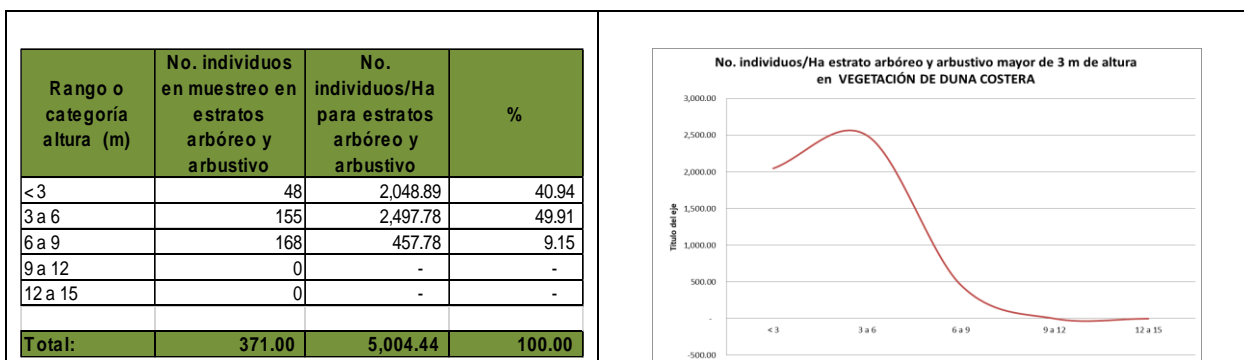 Rango o categoría altura (m)
No. individuos en muestreo en estratos arbóreo y arbustivo
No. individuos/Ha para estratos arbóreo y arbustivo
%
< 3 48 2,048.89 40.94
3 a 6 155 2,497.78 49.91
6 a 9 168 457.78 9.15
9 a 12 0 - -
12 a 15 0 - -
Total: 371.00 5,004.44 100.00
No. individuos/Ha estrato arbóreo y arbustivo mayor de 3 m de altura
en VEGETACIÓN DE DUNA COSTERA
Título del eje
3,000.00
2,500.00
2,000.00
1,500.00
1,000.00
500.00
-
-500.00
< 3 3 a 6 6 a 9 9 a 12 12 a 15